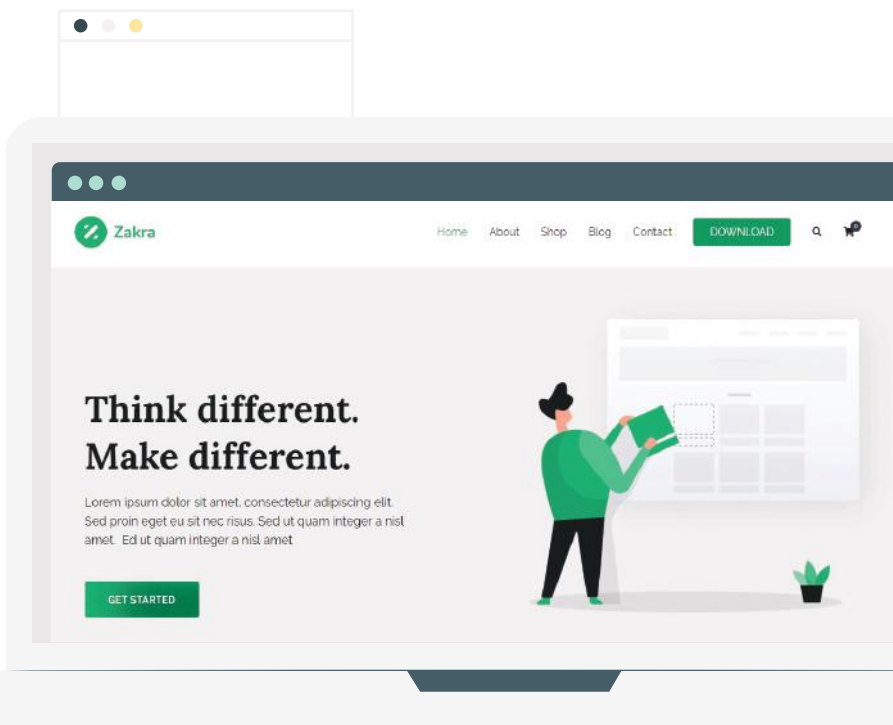 Zakra
Home About Shop Blog Contact DOWNLOAD
Think different.
Make different.
Lorem ipsum dolor sit amet, consectetur adipiscing elit.
Sed proin eget eu sit nec risus. Sed ut quam integer a nisl
amet. Ed ut quam integer a nisl amet
GET STARTED